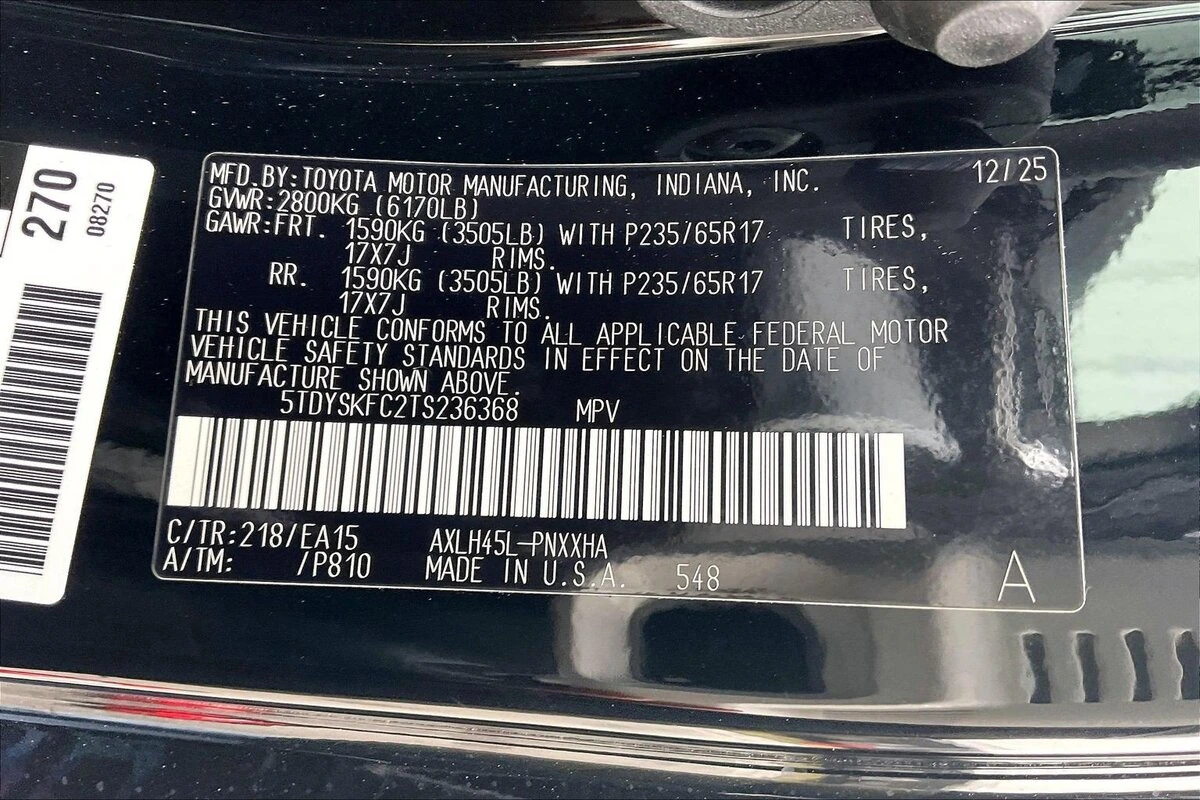 270
08270
MFD.BY:TOYOTA MOTOR MANUFACTURING, INDIANA, INC. 12/25
GVWR:2800KG (6170LB)
GAWR:FRT. 1590KG (3505LB) WITH P235/65R17 TIRES,
17X7J RIMS.
RR. 1590KG (3505LB) WITH P235/65R17 TIRES,
17X7J RIMS.
THIS VEHICLE CONFORMS TO ALL APPLICABLE FEDERAL MOTOR
VEHICLE SAFETY STANDARDS IN EFFECT ON THE DATE OF
MANUFACTURE SHOWN ABOVE.
5TDYSKFC2TS236368 MPV
C/TR:218/EA15 AXLH45L-PNXXHA
A/TM: /P810 MADE IN U.S.A. 548 A